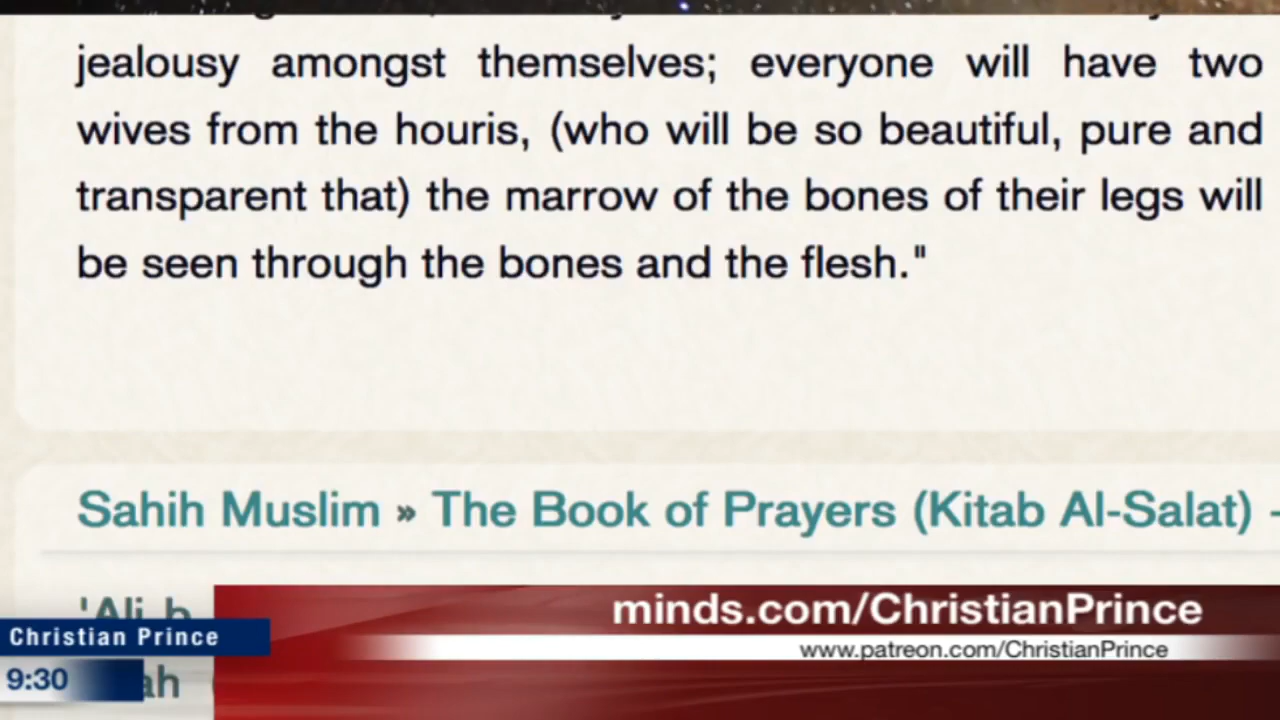 jealousy amongst themselves; everyone will have two
wives from the houris, (who will be so beautiful, pure and
transparent that) the marrow of the bones of their legs will
be seen through the bones and the flesh."
Sahih Muslim » The Book of Prayers (Kitab Al-Salat) -
'Ali b
minds.com/ChristianPrince
Christian Prince
www.patreon.com/ChristianPrince
9:30